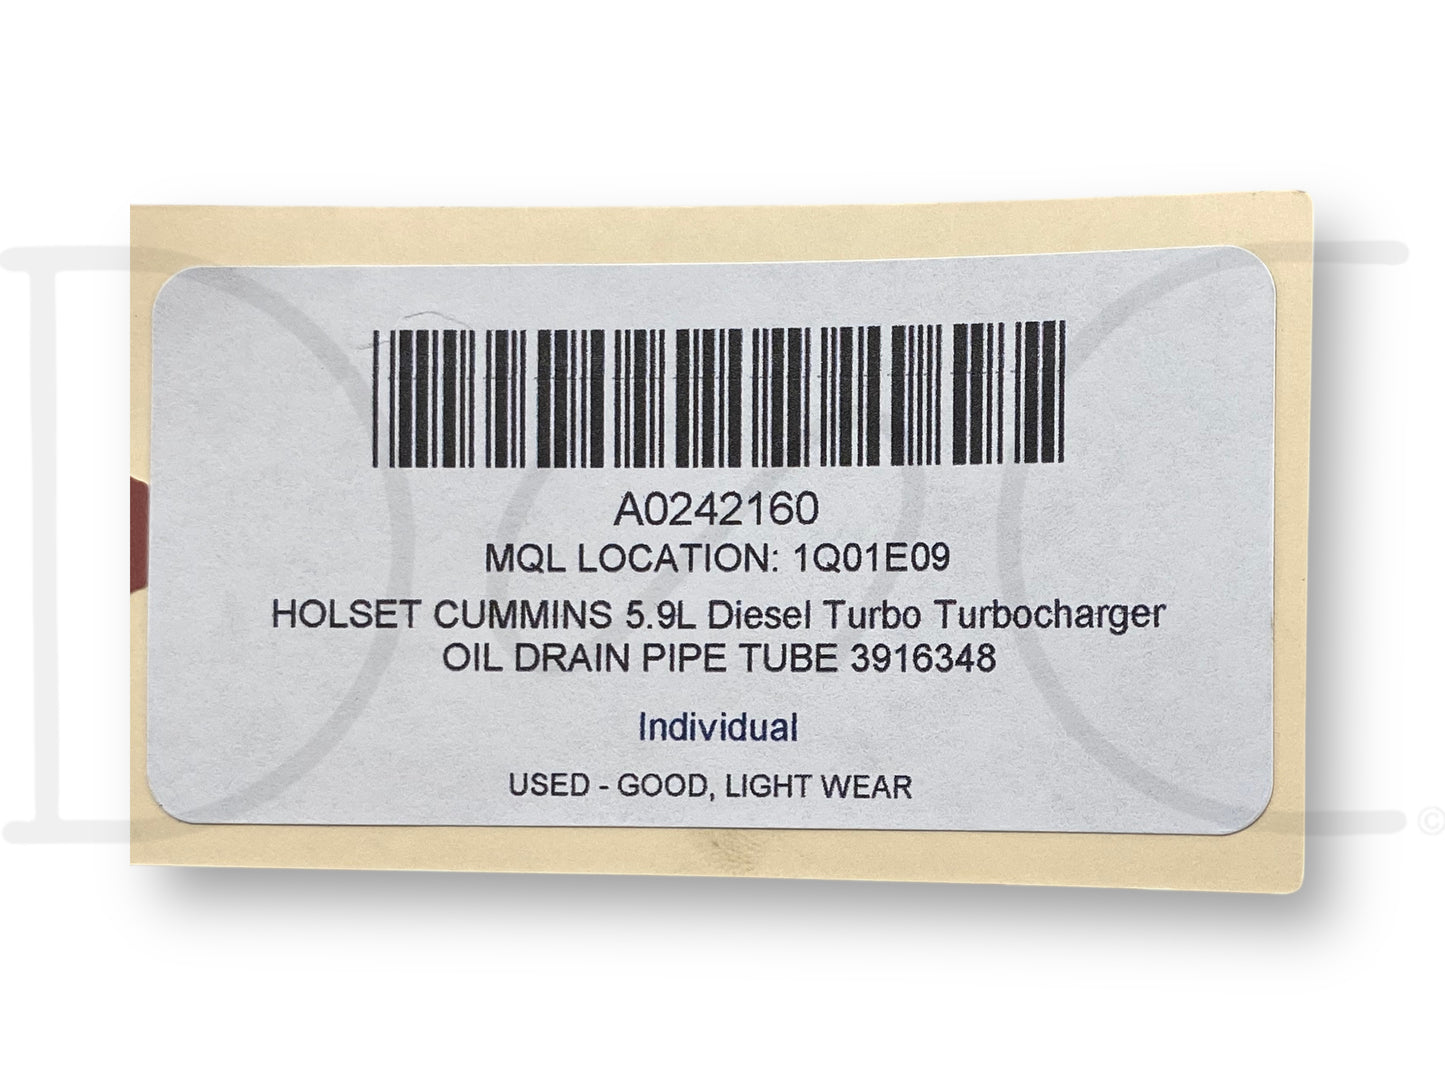 A0242160
MQL LOCATION: 1Q01E09
HOLSET CUMMINS 5.9L Diesel Turbo Turbocharger
OIL DRAIN PIPE TUBE 3916348
Individual
USED - GOOD, LIGHT WEAR
©